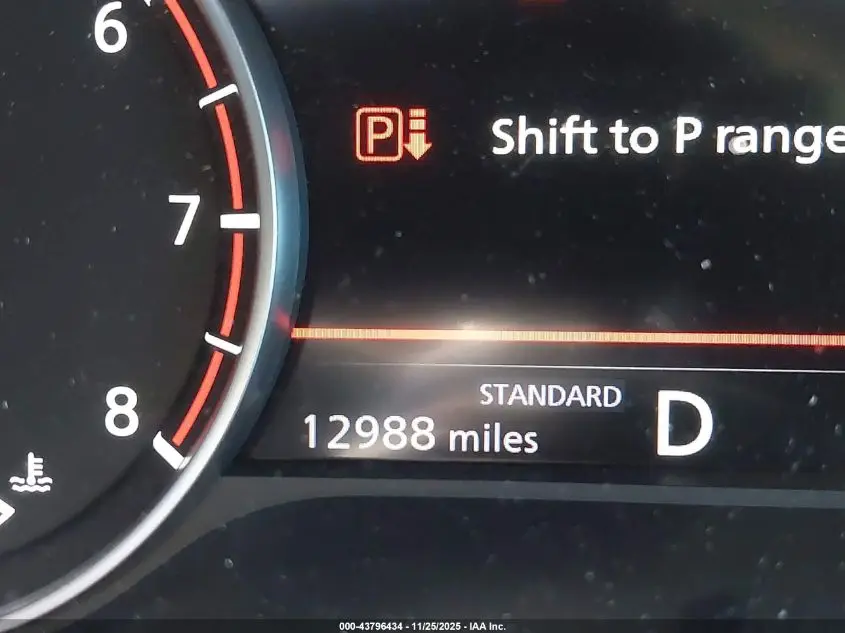 6
P Shift to P range
7
STANDARD
8 12988 miles D
000-43796434 - 11/25/2025 - IAA Inc.